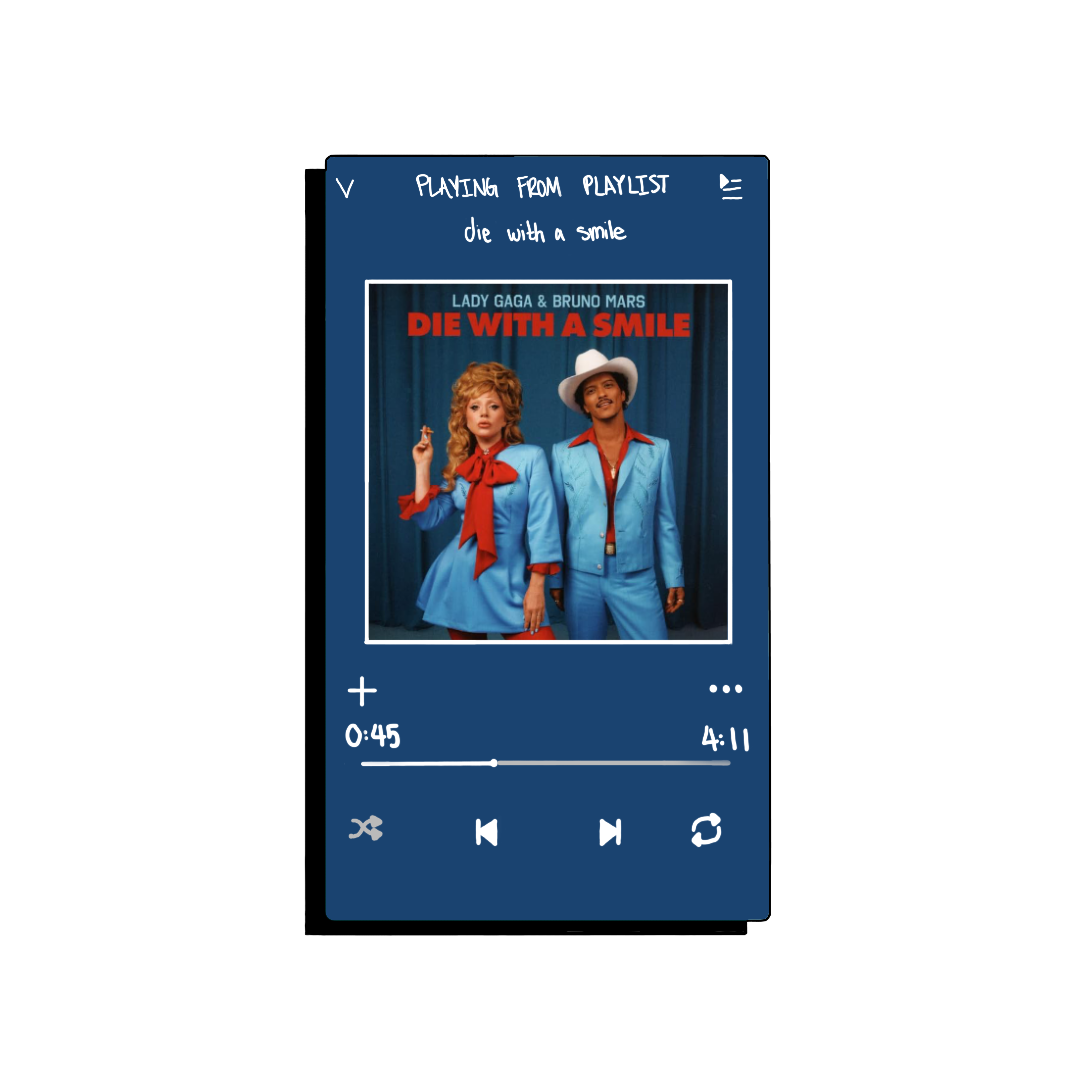 PLAYING FROM PLAYLIST
die with a smile
LADY GAGA & BRUNO MARS
DIE WITH A SMILE
0:45 4:11